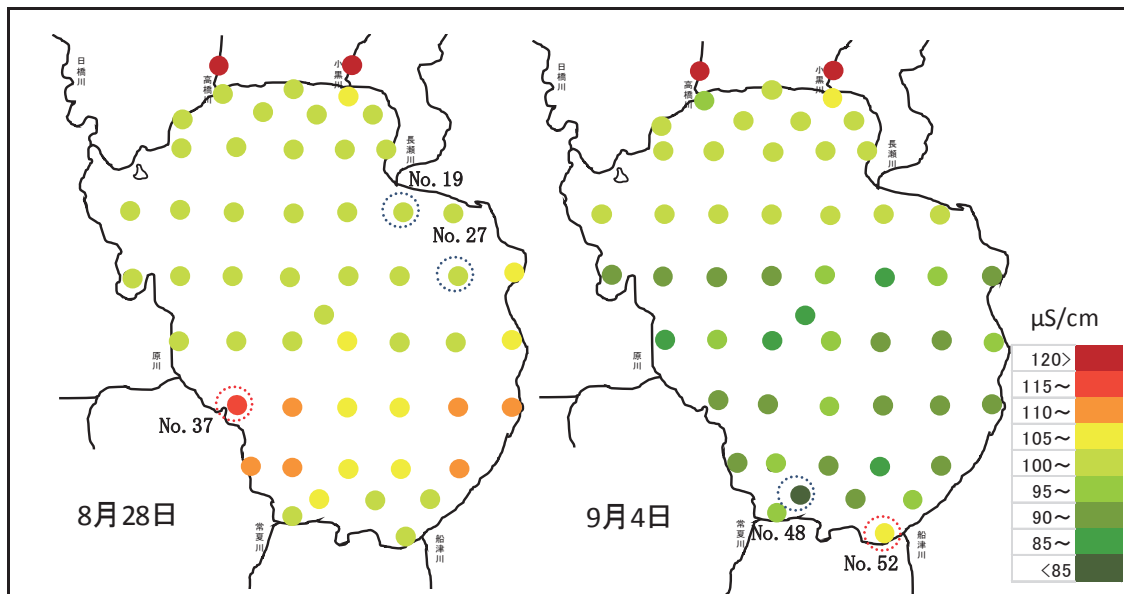 日橋川
高橋川
小黒川
長瀬川
No. 19
No. 27
原川
No. 37
8月28日
常夏川
船津川
日橋川
高橋川
小黒川
長瀬川
原川
9月4日
No. 48
常夏川
No. 52
船津川
μS/cm
120>
115～
110～
105～
100～
95～
90～
85～
<85